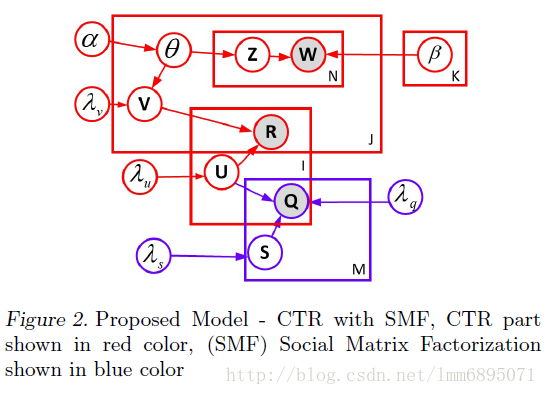 α
θ
Z
W
N
β
K
λv
V
R
J
λu
U
I
Q
λq
λs
S
M
Figure 2. Proposed Model - CTR with SMF, CTR part
shown in red color, (SMF) Social Matrix Factorization
shown in blue color
http://blog.csdn.net/lmm6895071